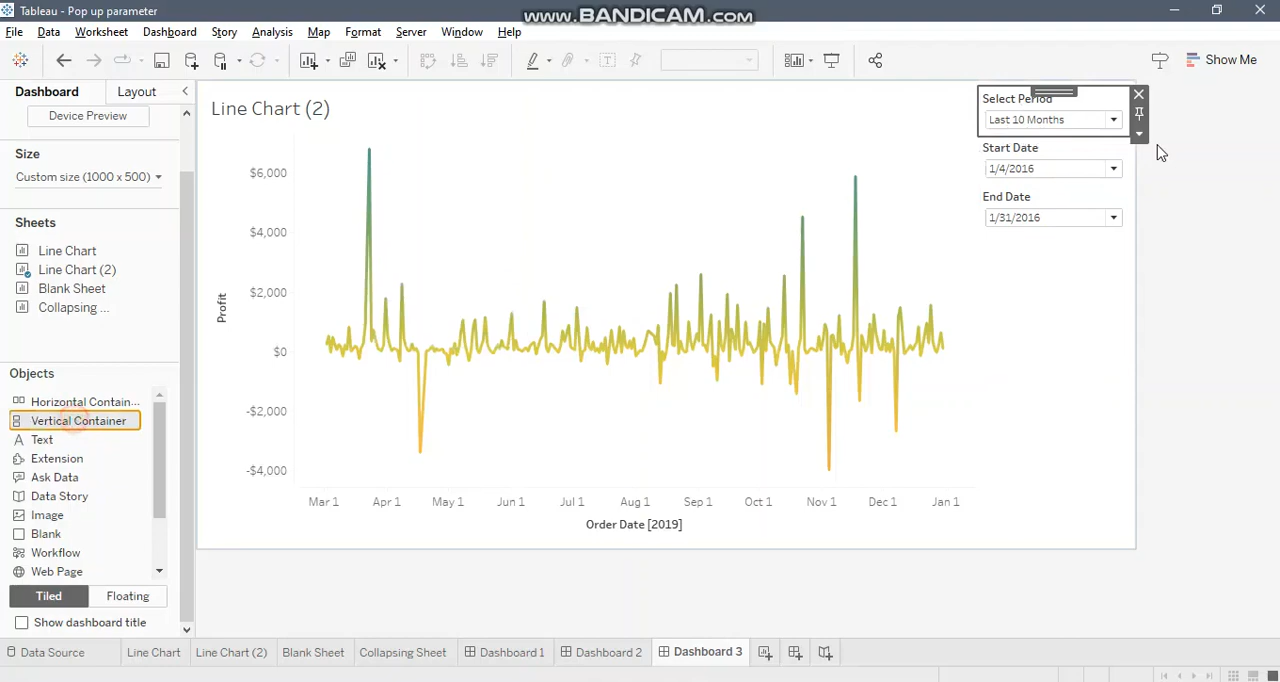 Tableau - Pop up parameter
www.BANDICAM.com
File Data Worksheet Dashboard Story Analysis Map Format Server Window Help
Show Me
Dashboard Layout
Device Preview
Size
Custom size (1000 x 500)
Sheets
Line Chart
Line Chart (2)
Blank Sheet
Collapsing ...
Objects
Horizontal Contain...
Vertical Container
Text
Extension
Ask Data
Data Story
Image
Blank
Workflow
Web Page
Tiled Floating
Show dashboard title
Line Chart (2)
$6,000
$4,000
$2,000
$0
-$2,000
-$4,000
Profit
Mar 1 Apr 1 May 1 Jun 1 Jul 1 Aug 1 Sep 1 Oct 1 Nov 1 Dec 1 Jan 1
Order Date [2019]
Select Period
Last 10 Months
Start Date
1/4/2016
End Date
1/31/2016
Data Source Line Chart Line Chart (2) Blank Sheet Collapsing Sheet Dashboard 1 Dashboard 2 Dashboard 3